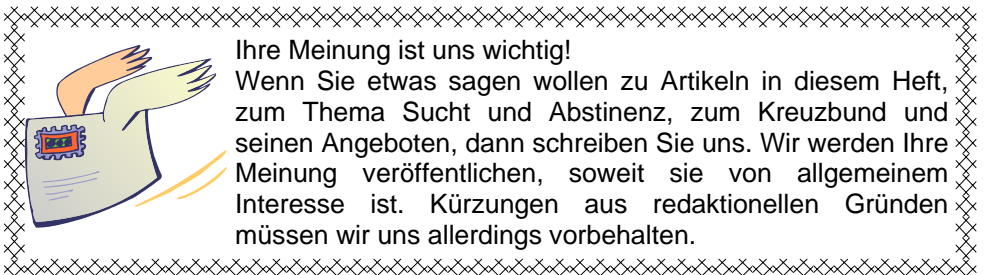 Ihre Meinung ist uns wichtig!
Wenn Sie etwas sagen wollen zu Artikeln in diesem Heft,
zum Thema Sucht und Abstinenz, zum Kreuzbund und
seinen Angeboten, dann schreiben Sie uns. Wir werden Ihre
Meinung veröffentlichen, soweit sie von allgemeinem
Interesse ist. Kürzungen aus redaktionellen Gründen
müssen wir uns allerdings vorbehalten.